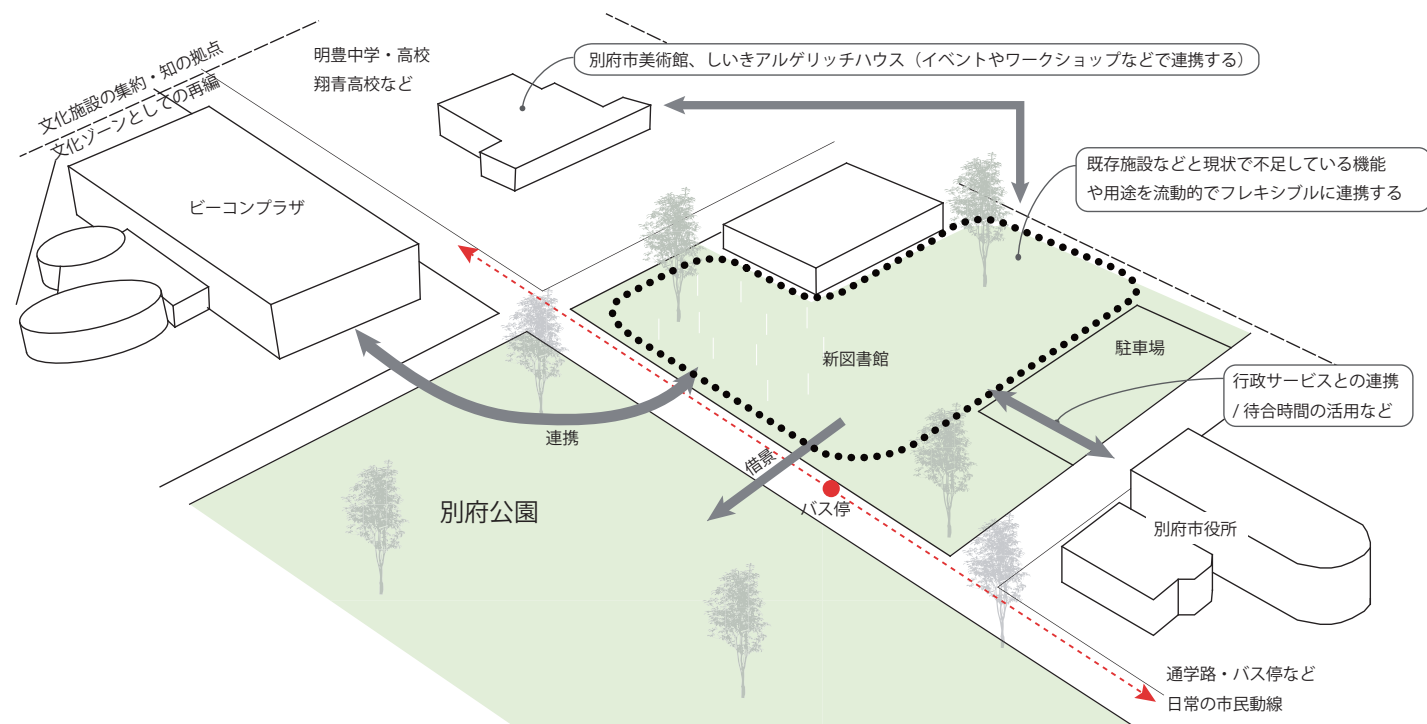 文化施設の集約・知の拠点
文化ゾーンとしての再編
明豊中学・高校
翔青高校など
別府市美術館、しいきアルゲリッチハウス（イベントやワークショップなどで連携する）
既存施設などと現状で不足している機能
や用途を流動的でフレキシブルに連携する
ビーコンプラザ
新図書館
駐車場
行政サービスとの連携
/ 待合時間の活用など
連携
借景
バス停
別府公園
別府市役所
通学路・バス停など
日常の市民動線